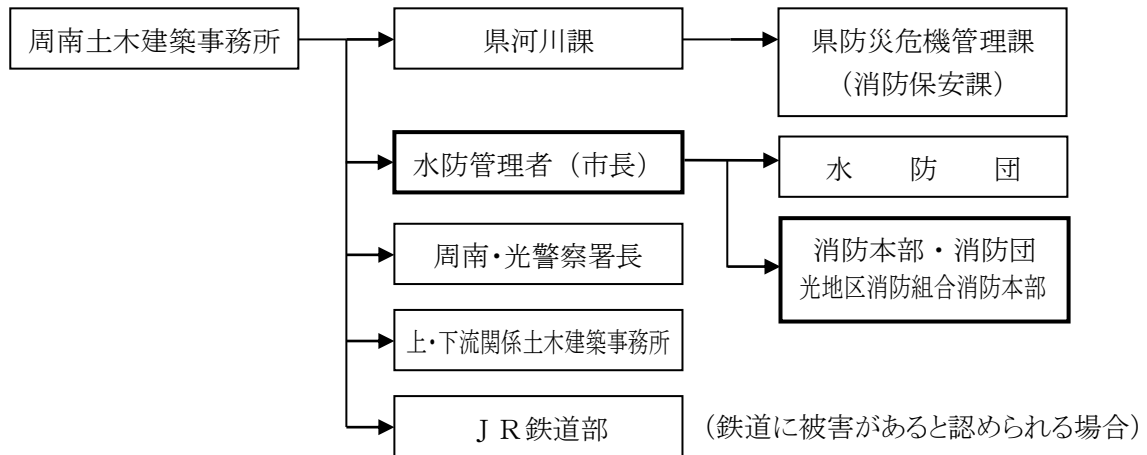 周南土木建築事務所
県河川課
県防災危機管理課
（消防保安課）
水防管理者（市長）
水　防　団
周南・光警察署長
消防本部・消防団
光地区消防組合消防本部
上・下流関係土木建築事務所
ＪＲ鉄道部
（鉄道に被害があると認められる場合）